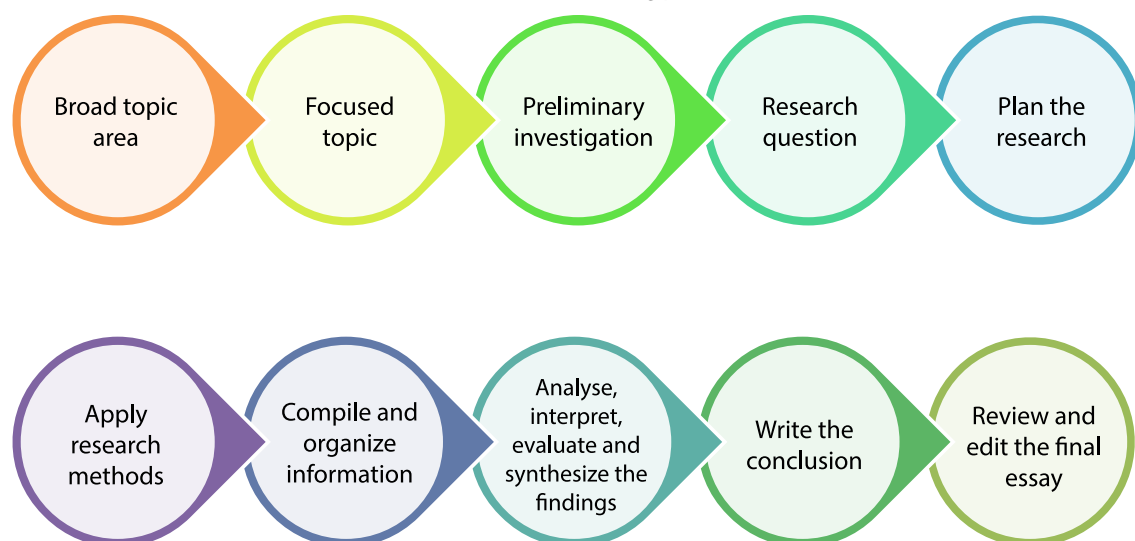 Broad topic
area
Focused
topic
Preliminary
investigation
Research
question
Plan the
research
Apply
research
methods
Compile and
organize
information
Analyse,
interpret,
evaluate and
synthesize the
findings
Write the
conclusion
Review and
edit the final
essay